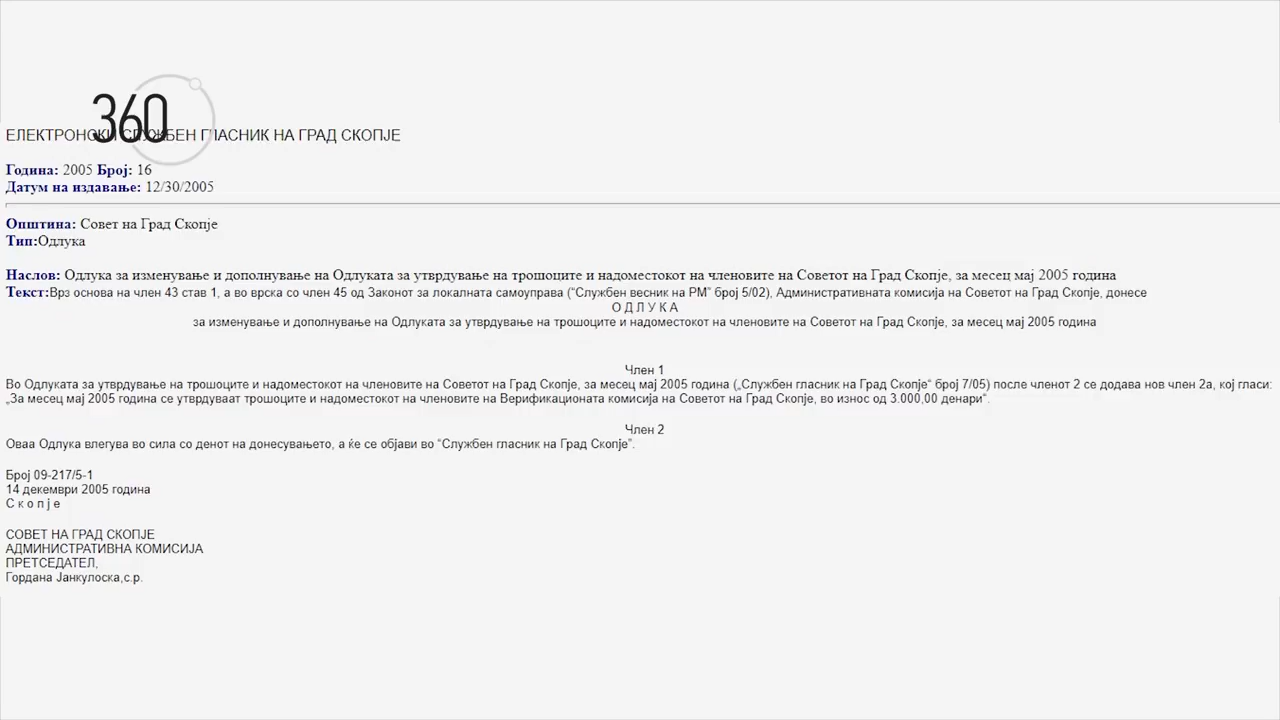 360
ЕЛЕКТРОНСКИ СЛУЖБЕН ГЛАСНИК НА ГРАД СКОПЈЕ
Година: 2005 Број: 16
Датум на издавање: 12/30/2005
Општина: Совет на Град Скопје
Тип:Одлука
Наслов: Одлука за изменување и дополнување на Одлуката за утврдување на трошоците и надоместокот на членовите на Советот на Град Скопје, за месец мај 2005 година
Текст:Врз основа на член 43 став 1, а во врска со член 45 од Законот за локалната самоуправа (“Службен весник на РМ” број 5/02), Административната комисија на Советот на Град Скопје, донесе
О Д Л У К А
за изменување и дополнување на Одлуката за утврдување на трошоците и надоместокот на членовите на Советот на Град Скопје, за месец мај 2005 година
Член 1
Во Одлуката за утврдување на трошоците и надоместокот на членовите на Советот на Град Скопје, за месец мај 2005 година („Службен гласник на Град Скопје“ број 7/05) после членот 2 се додава нов член 2а, кој гласи:
„За месец мај 2005 година се утврдуваат трошоците и надоместокот на членовите на Верификационата комисија на Советот на Град Скопје, во износ од 3.000,00 денари“.
Член 2
Оваа Одлука влегува во сила со денот на донесувањето, а ќе се објави во “Службен гласник на Град Скопје”.
Број 09-217/5-1
14 декември 2005 година
С к о п ј е
СОВЕТ НА ГРАД СКОПЈЕ
АДМИНИСТРАТИВНА КОМИСИЈА
ПРЕТСЕДАТЕЛ,
Гордана Јанкулоска,с.р.